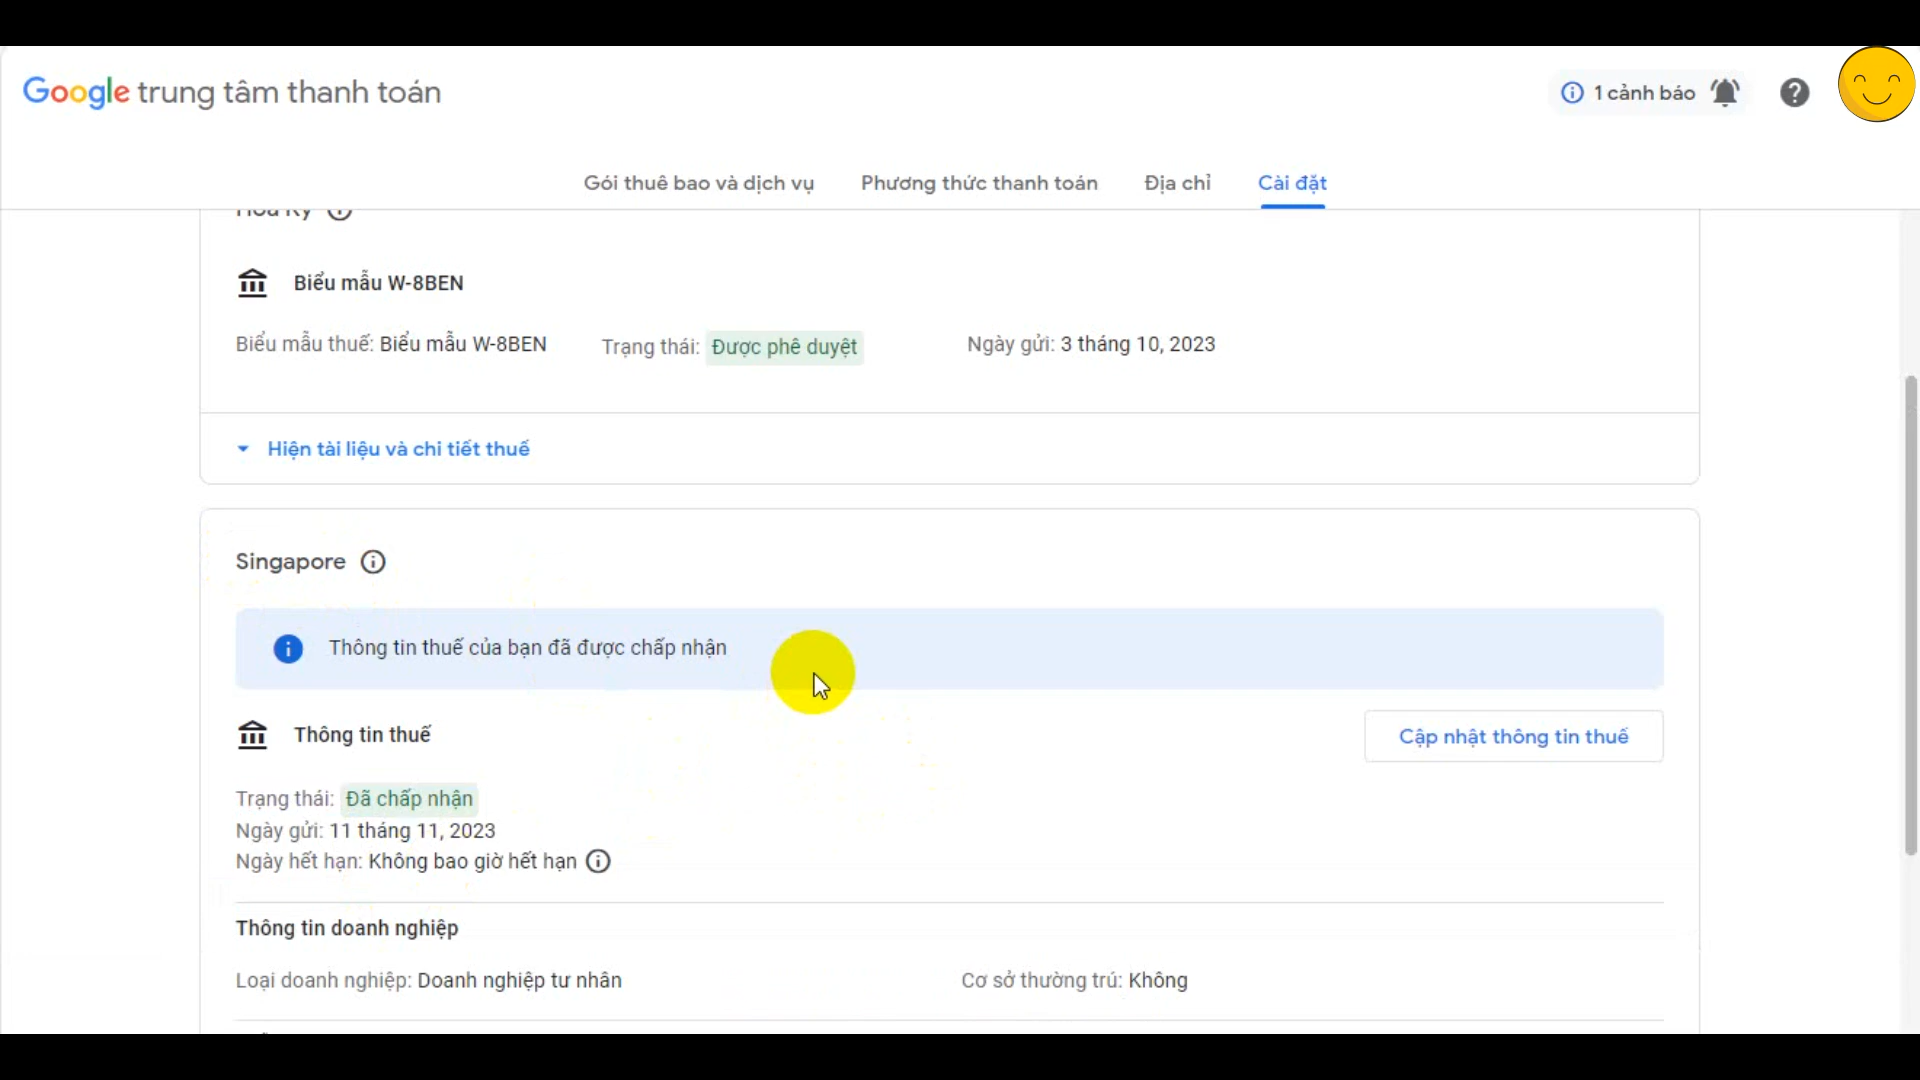 Google trung tâm thanh toán
1 cảnh báo
Gói thuê bao và dịch vụ
Phương thức thanh toán
Địa chỉ
Cài đặt
Hoa Kỳ
Biểu mẫu W-8BEN
Biểu mẫu thuế: Biểu mẫu W-8BEN
Trạng thái: Được phê duyệt
Ngày gửi: 3 tháng 10, 2023
Hiện tài liệu và chi tiết thuế
Singapore
Thông tin thuế của bạn đã được chấp nhận
Thông tin thuế
Cập nhật thông tin thuế
Trạng thái: Đã chấp nhận
Ngày gửi: 11 tháng 11, 2023
Ngày hết hạn: Không bao giờ hết hạn
Thông tin doanh nghiệp
Loại doanh nghiệp: Doanh nghiệp tư nhân
Cơ sở thường trú: Không